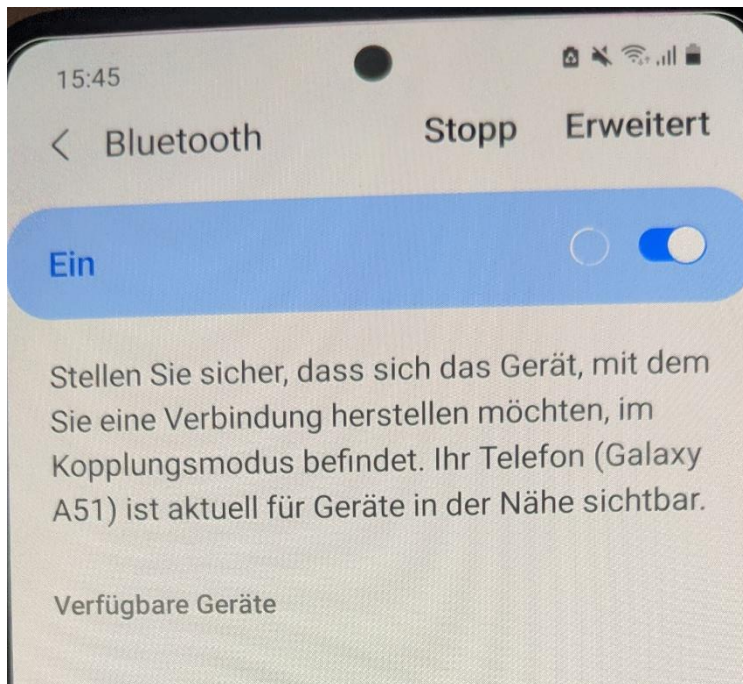 15:45
Bluetooth Stopp Erweitert
Ein
Stellen Sie sicher, dass sich das Gerät, mit dem
Sie eine Verbindung herstellen möchten, im
Kopplungsmodus befindet. Ihr Telefon (Galaxy
A51) ist aktuell für Geräte in der Nähe sichtbar.
Verfügbare Geräte